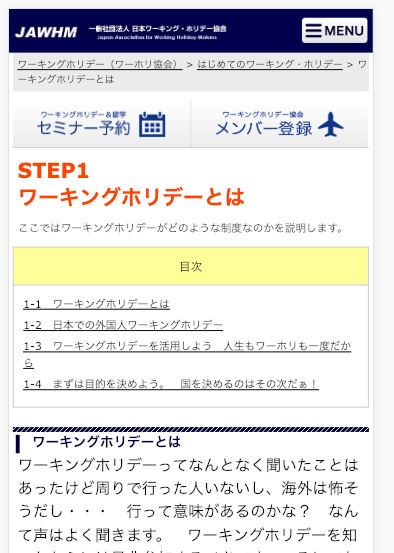 JAWHM 一般社団法人 日本ワーキング・ホリデー協会
Japan Association for Working Holiday Makers
MENU
ワーキングホリデー（ワーホリ協会） > はじめてのワーキング・ホリデー > ワ
ーキングホリデーとは
ワーキングホリデー＆留学
セミナー予約
ワーキングホリデー協会
メンバー登録
STEP1
ワーキングホリデーとは
ここではワーキングホリデーがどのような制度なのかを説明します。
目次
1-1　ワーキングホリデーとは
1-2　日本での外国人ワーキングホリデー
1-3　ワーキングホリデーを活用しよう　人生もワーホリも一度だか
ら
1-4　まずは目的を決めよう。　国を決めるのはその次だぁ！
ワーキングホリデーとは
ワーキングホリデーってなんとなく聞いたことは
あったけど周りで行った人いないし、海外は怖そ
うだし・・・　行って意味があるのかな？　なん
て声はよく聞きます。　ワーキングホリデーを知